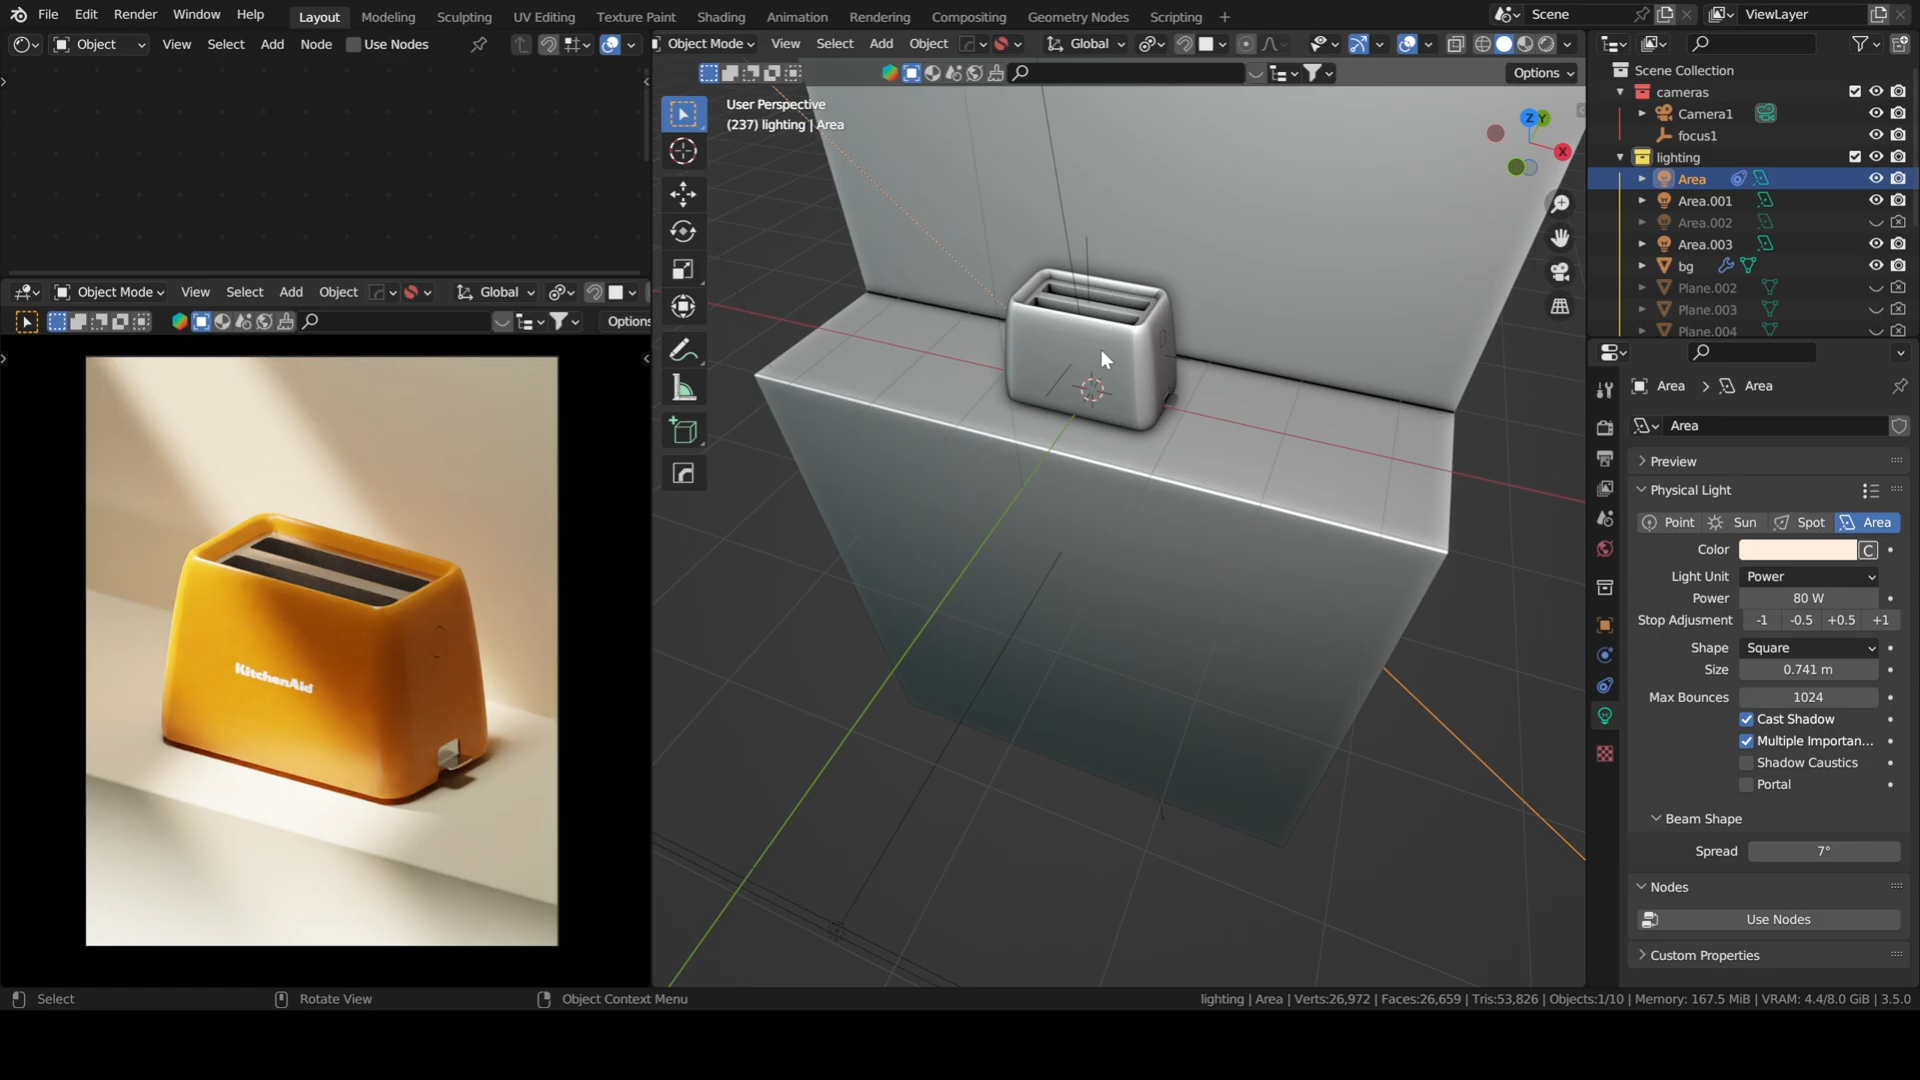 File Edit Render Window Help Layout Modeling Sculpting UV Editing Texture Paint Shading Animation Rendering Compositing Geometry Nodes Scripting + Scene ViewLayer
Object View Select Add Node Use Nodes
Object Mode View Select Add Object Global
Options
User Perspective
(237) lighting | Area
Z Y
X
Scene Collection
cameras
Camera1
focus1
lighting
Area
Area.001
Area.002
Area.003
bg
Plane.002
Plane.003
Plane.004
Object Mode View Select Add Object Global
Options
KitchenAid
Area > Area
Area
Preview
Physical Light
Point Sun Spot Area
Color C
Light Unit Power
Power 80 W
Stop Adjusment -1 -0.5 +0.5 +1
Shape Square
Size 0.741 m
Max Bounces 1024
Cast Shadow
Multiple Importan...
Shadow Caustics
Portal
Beam Shape
Spread 7°
Nodes
Use Nodes
Custom Properties
Select Rotate View Object Context Menu lighting | Area | Verts:26,972 | Faces:26,659 | Tris:53,826 | Objects:1/10 | Memory: 167.5 MiB | VRAM: 4.4/8.0 GiB | 3.5.0